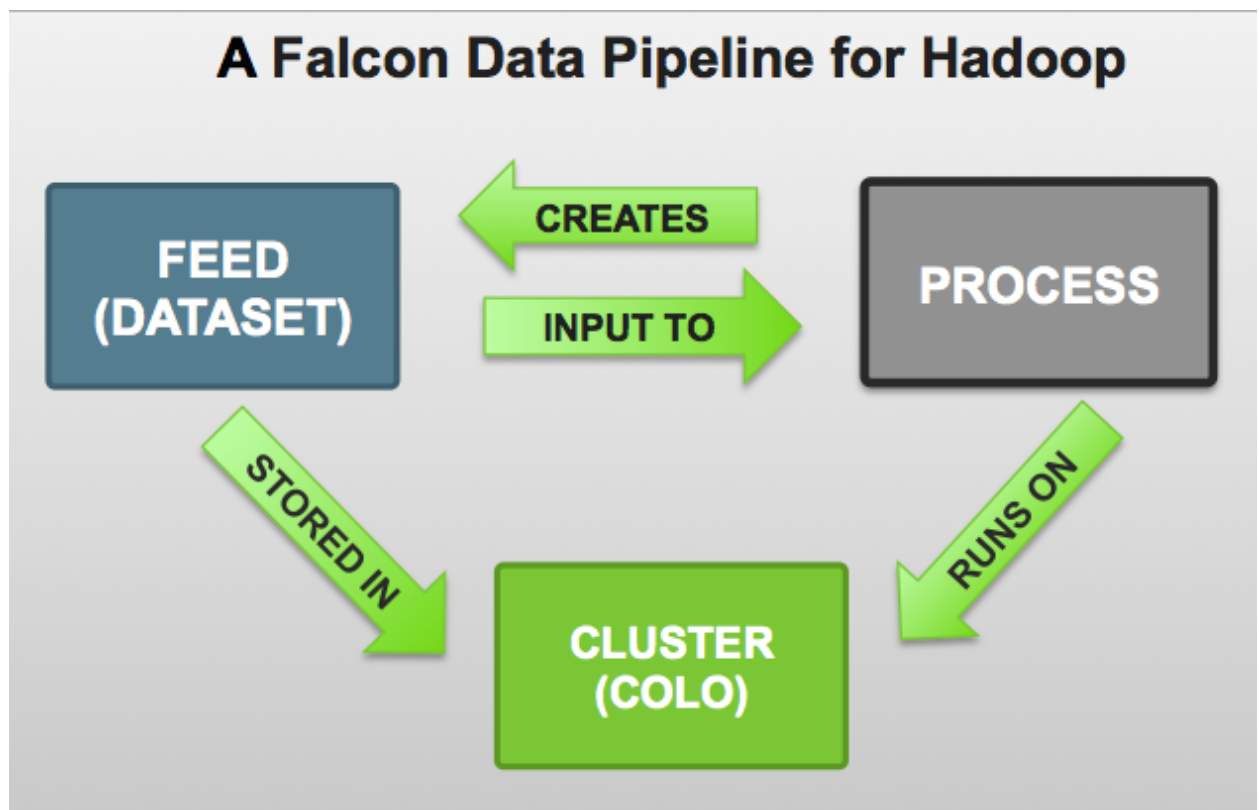 A Falcon Data Pipeline for Hadoop
FEED
(DATASET)
CREATES
INPUT TO
PROCESS
STORED IN
RUNS ON
CLUSTER
(COLO)